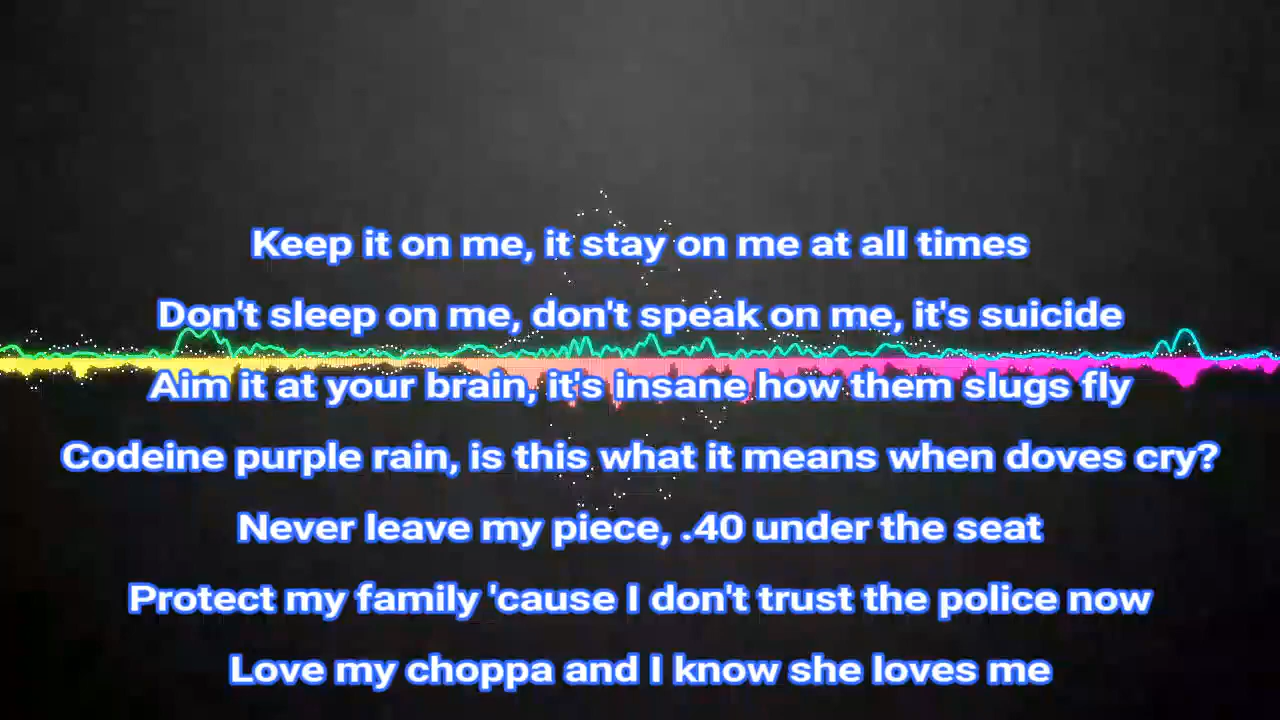 Keep it on me, it stay on me at all times
Don't sleep on me, don't speak on me, it's suicide
Aim it at your brain, it's insane how them slugs fly
Codeine purple rain, is this what it means when doves cry?
Never leave my piece, .40 under the seat
Protect my family 'cause I don't trust the police now
Love my choppa and I know she loves me